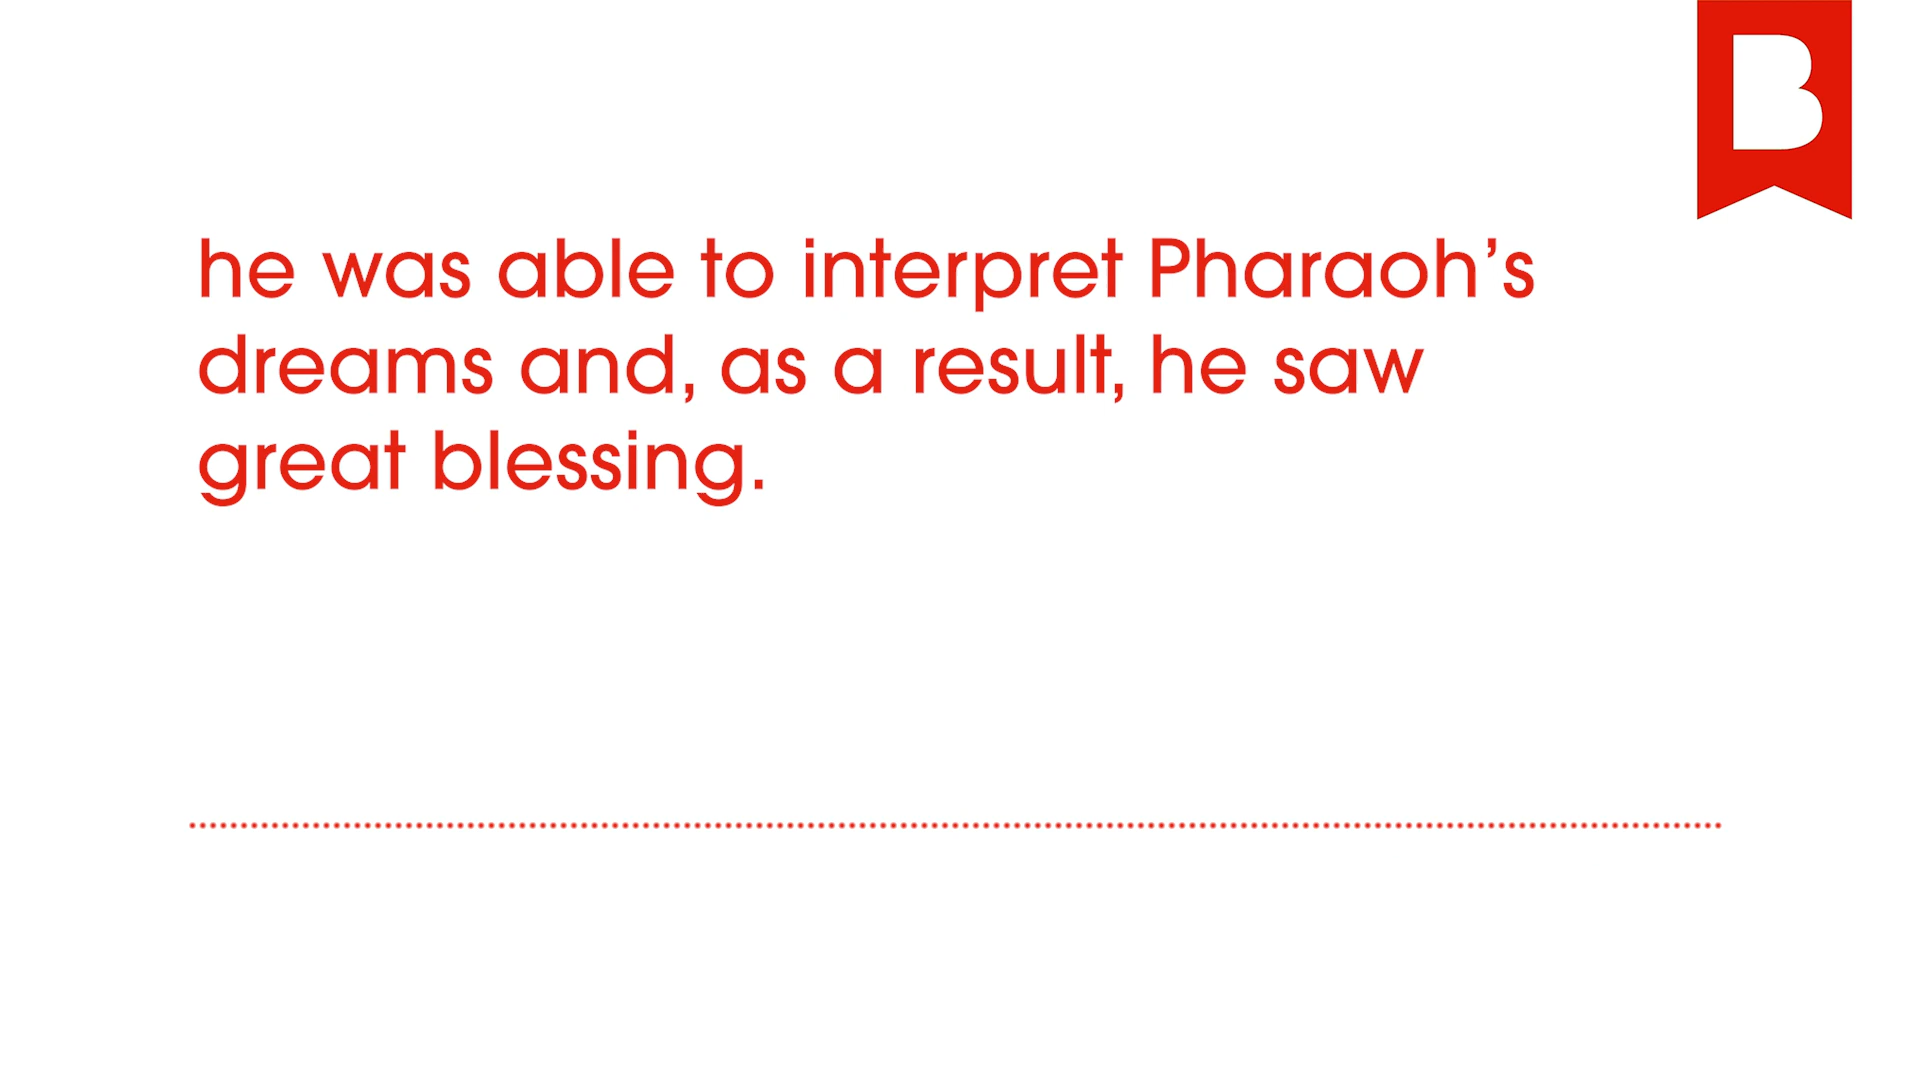 B
he was able to interpret Pharaoh’s
dreams and, as a result, he saw
great blessing.